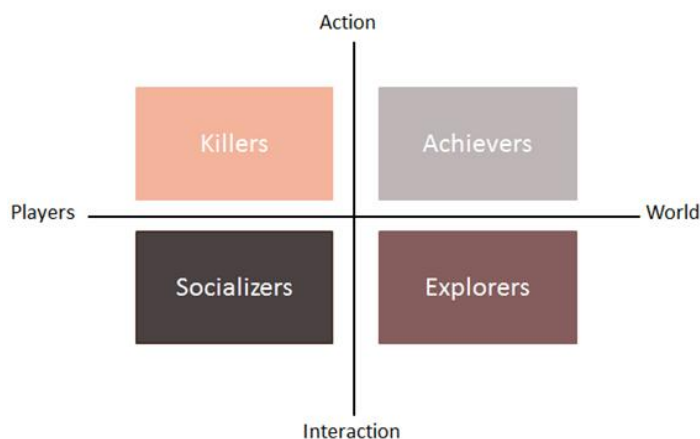 Action
Killers
Achievers
Players
World
Socializers
Explorers
Interaction